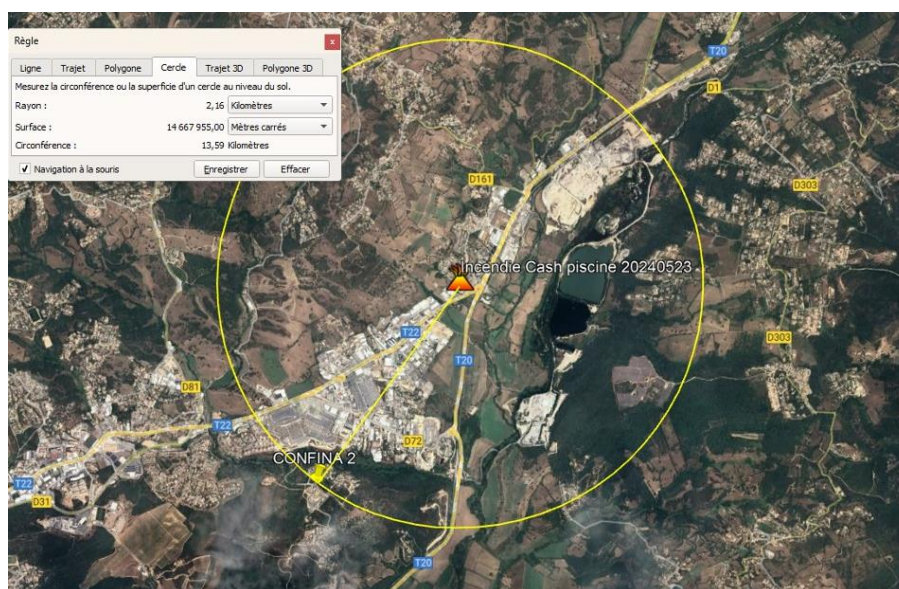 Règle
x
Ligne Trajet Polygone Cercle Trajet 3D Polygone 3D
Mesurez la circonférence ou la superficie d'un cercle au niveau du sol.
Rayon : 2,16 Kilomètres
Surface : 14 667 955,00 Mètres carrés
Circonférence : 13,59 Kilomètres
Navigation à la souris Enregistrer Effacer
T20
D1
D161
D303
Incendie Cash piscine 20240523
T22
D303
T20
D81
T22
D72
CONFINA 2
T22
D31
T20